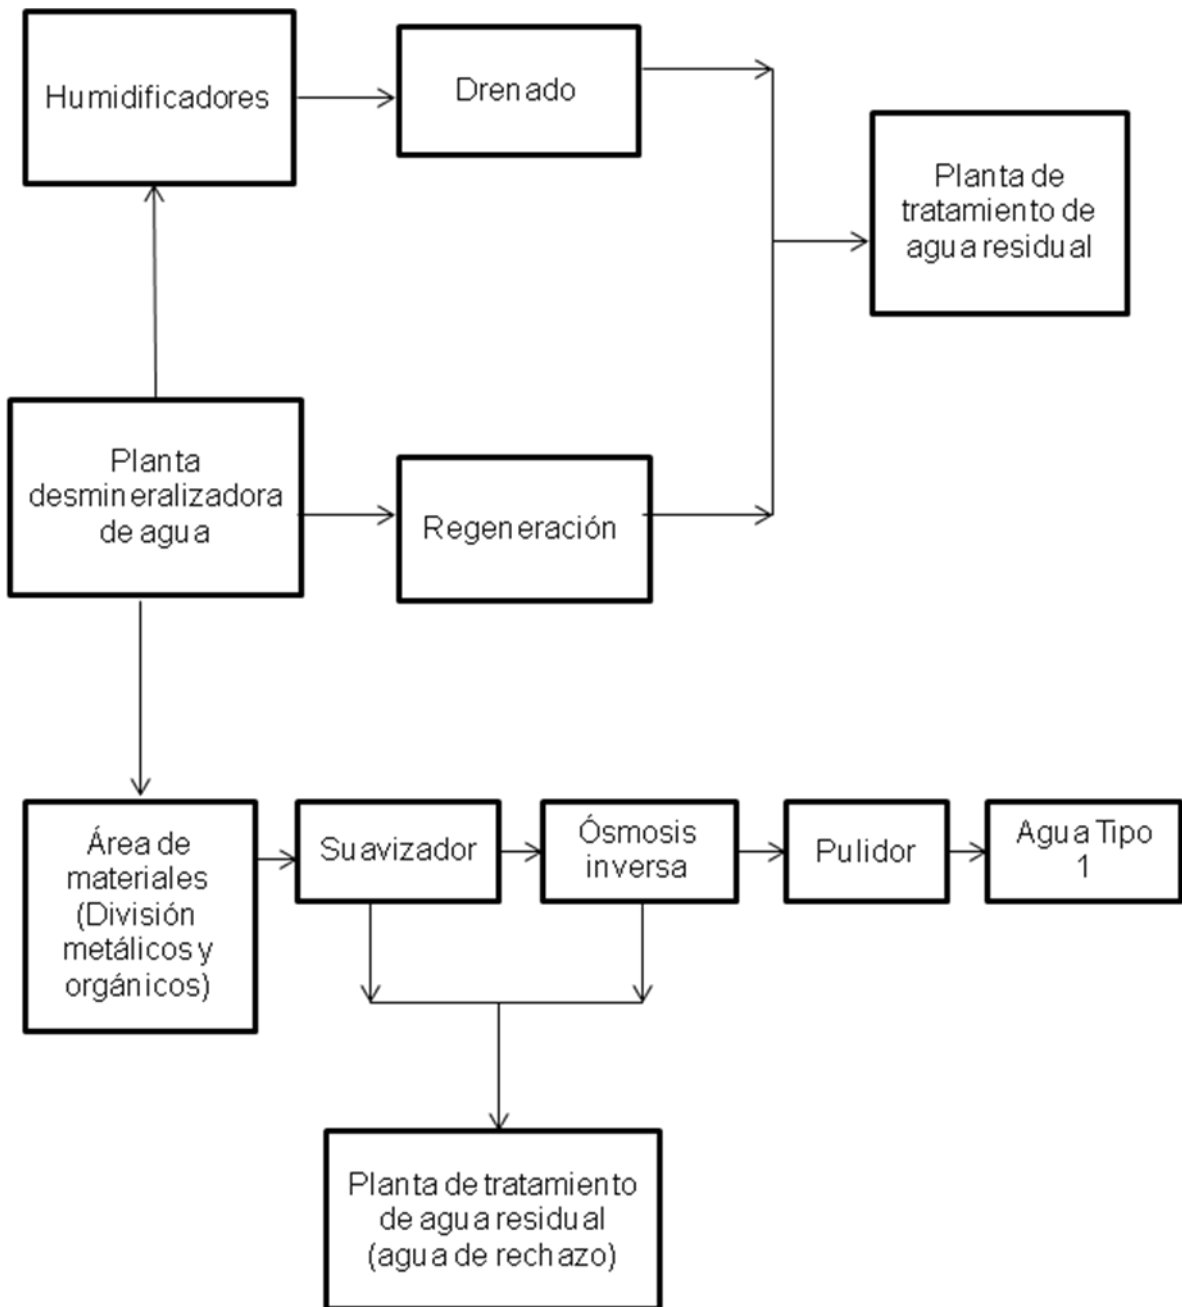 Humidificadores
Drenado
Planta de
tratamiento de
agua residual
Planta
desmineralizadora
de agua
Regeneración
Área de
materiales
(División
metálicos y
orgánicos)
Suavizador
Ósmosis
inversa
Pulidor
Agua Tipo
1
Planta de tratamiento
de agua residual
(agua de rechazo)